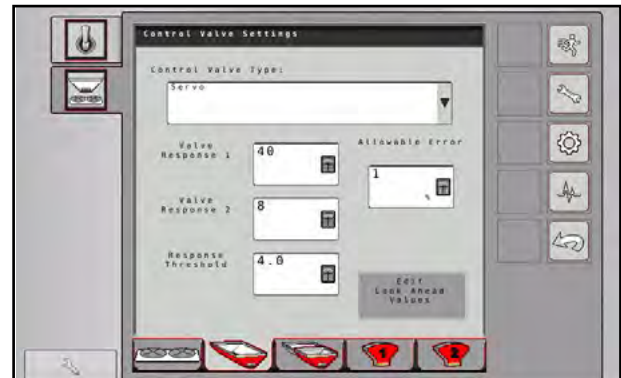 Control Valve Settings
Control Valve Type:
Servo
Valve
Response 1
40
Allowable Error
1
%
Valve
Response 2
8
Response
Threshold
4.0
Edit
Look Ahead
Values
1
2